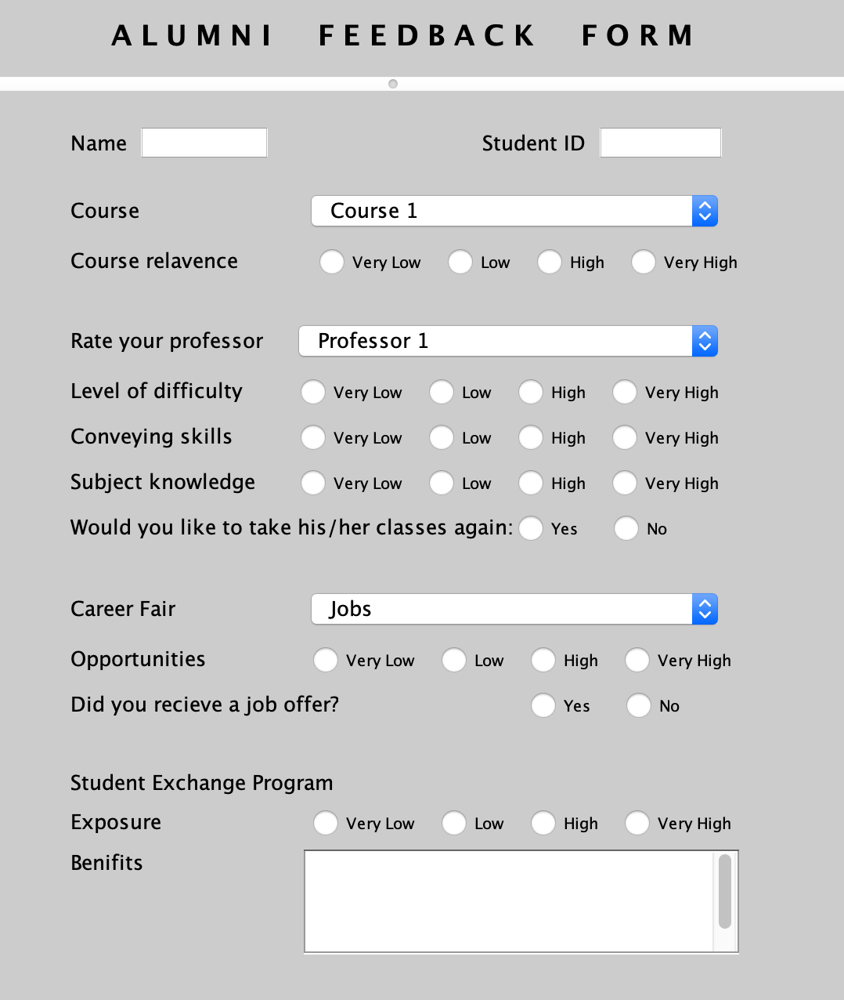 ALUMNI FEEDBACK FORM
Name Student ID
Course Course 1
Course relavence Very Low Low High Very High
Rate your professor Professor 1
Level of difficulty Very Low Low High Very High
Conveying skills Very Low Low High Very High
Subject knowledge Very Low Low High Very High
Would you like to take his/her classes again: Yes No
Career Fair Jobs
Opportunities Very Low Low High Very High
Did you recieve a job offer? Yes No
Student Exchange Program
Exposure Very Low Low High Very High
Benifits